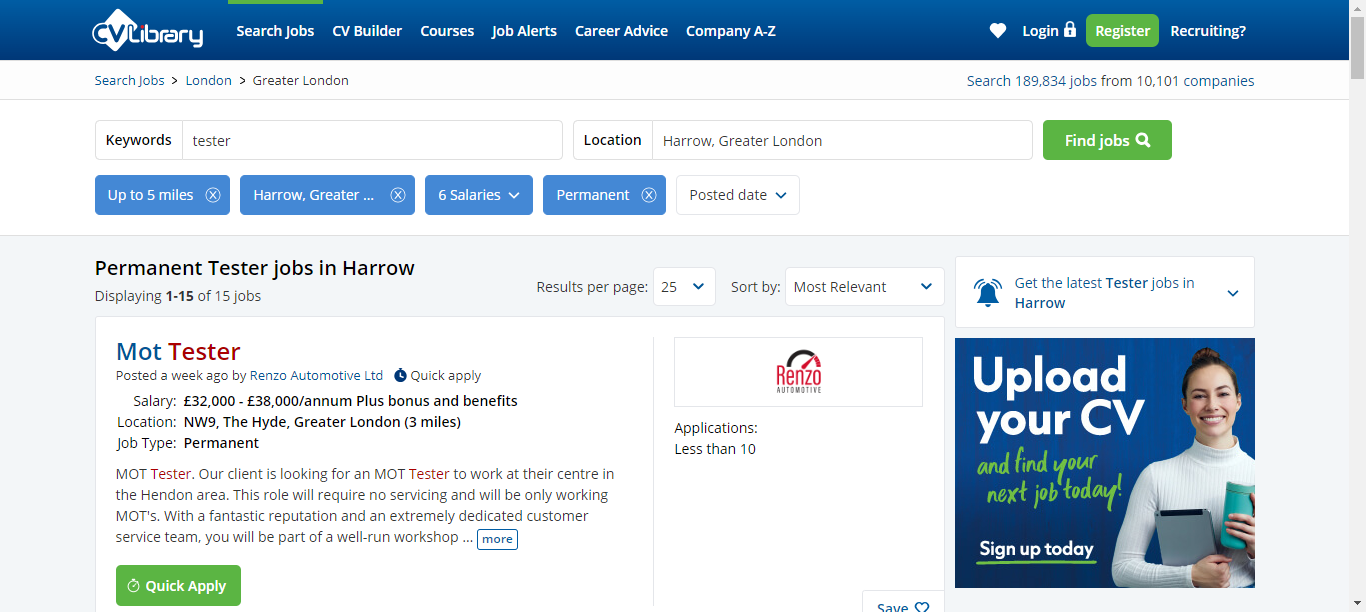 CVLibrary
Search Jobs CV Builder Courses Job Alerts Career Advice Company A-Z Login Register Recruiting?
Search Jobs > London > Greater London Search 189,834 jobs from 10,101 companies
Keywords tester Location Harrow, Greater London Find jobs
Up to 5 miles Harrow, Greater ... 6 Salaries Permanent Posted date
Permanent Tester jobs in Harrow
Displaying 1-15 of 15 jobs
Results per page: 25 Sort by: Most Relevant
Get the latest Tester jobs in
Harrow
Mot Tester
Posted a week ago by Renzo Automotive Ltd Quick apply
Salary: £32,000 - £38,000/annum Plus bonus and benefits
Location: NW9, The Hyde, Greater London (3 miles)
Job Type: Permanent
MOT Tester. Our client is looking for an MOT Tester to work at their centre in
the Hendon area. This role will require no servicing and will be only working
MOT's. With a fantastic reputation and an extremely dedicated customer
service team, you will be part of a well-run workshop ... more
Quick Apply
Renzo
AUTOMOTIVE
Applications:
Less than 10
Save
Upload
your CV
and find your
next job today!
Sign up today